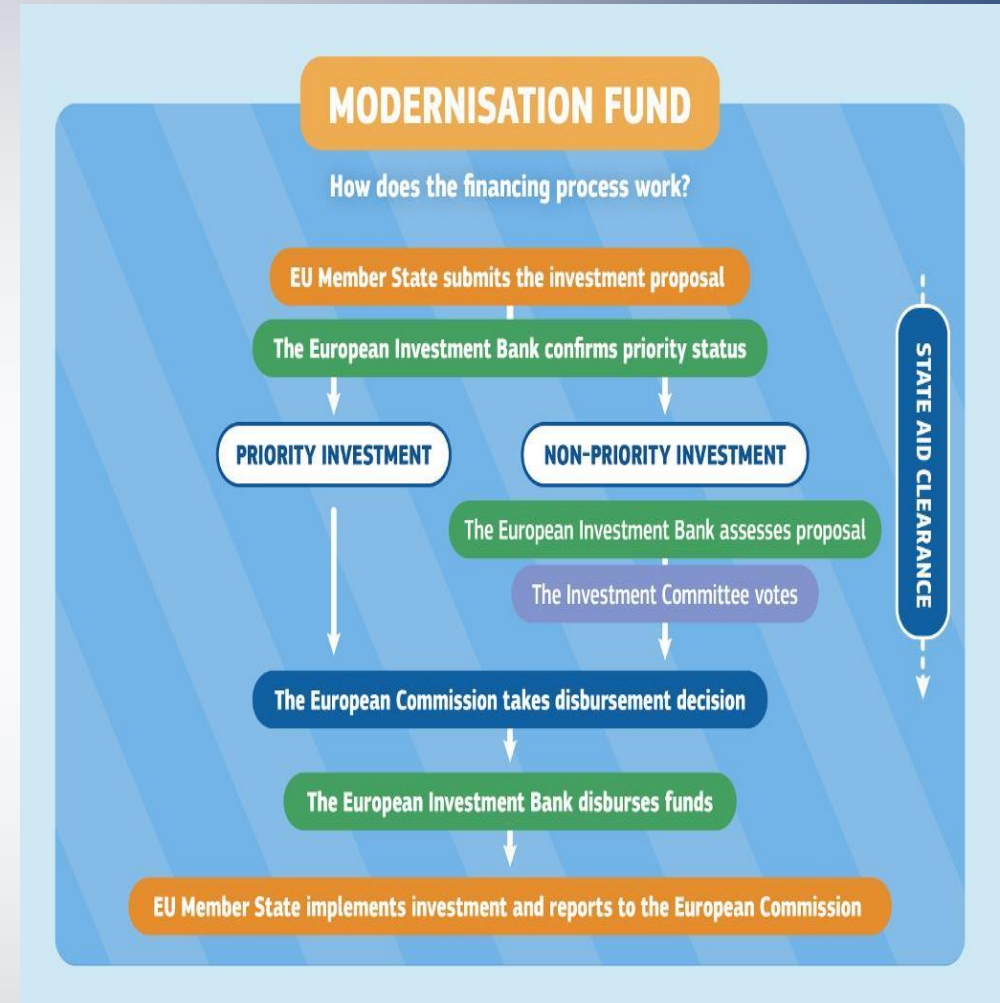 MODERNISATION FUND
How does the financing process work?
EU Member State submits the investment proposal
The European Investment Bank confirms priority status
PRIORITY INVESTMENT
NON-PRIORITY INVESTMENT
The European Investment Bank assesses proposal
The Investment Committee votes
STATE AID CLEARANCE
The European Commission takes disbursement decision
The European Investment Bank disburses funds
EU Member State implements investment and reports to the European Commission